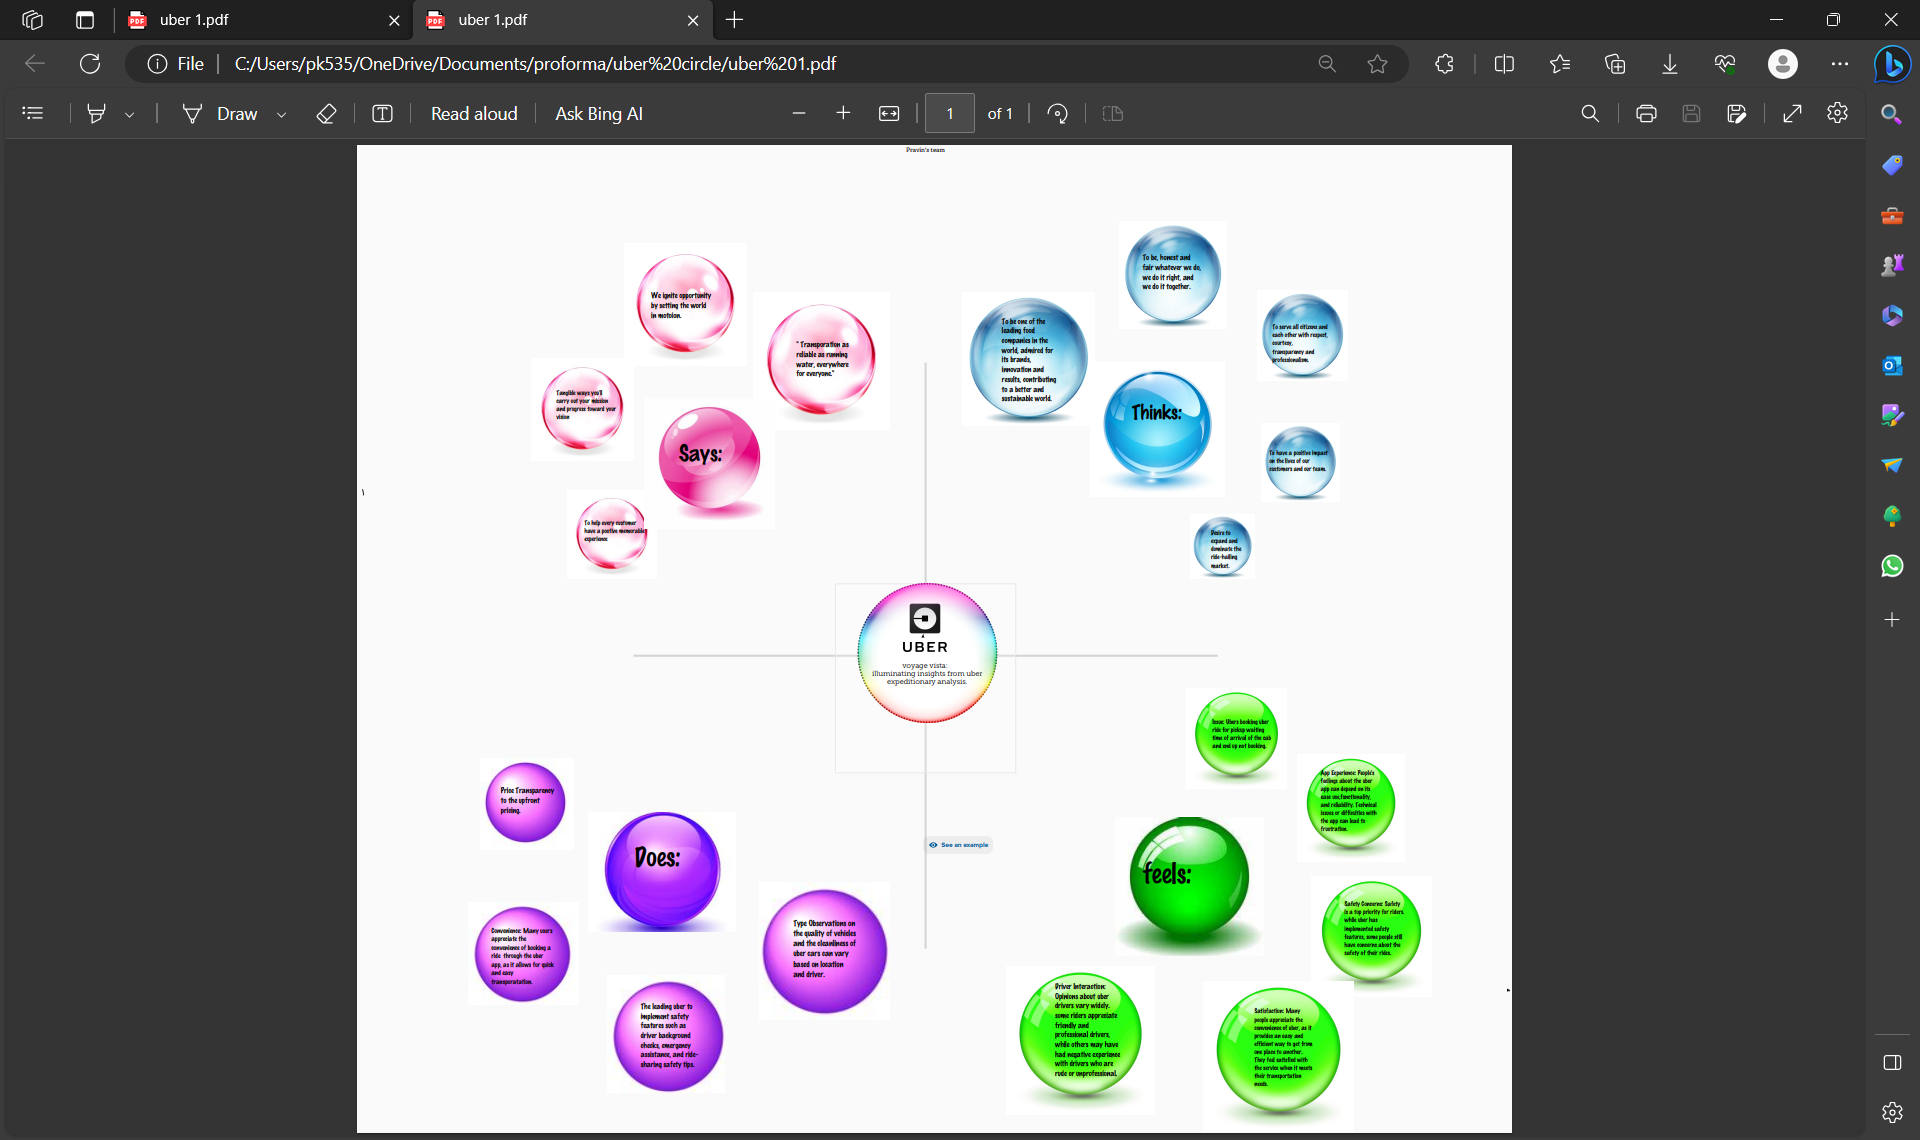 uber 1.pdf
uber 1.pdf
File
C:/Users/pk535/OneDrive/Documents/proforma/uber%20circle/uber%201.pdf
Draw
Read aloud
Ask Bing AI
1
of 1
Pravin's team
We ignite opportunity
by setting the world
in motoion.
" Transporation as
reliable as running
water, everywhere
for everyone."
Tangible ways you'll
carry out your mission
and progress toward your
vision
Says:
To help every customer
have a postive memorable
experience
To be, honest and
fair whatever we do,
we do it right, and
we do it together.
To be one of the
leading food
companies in the
world, admired for
its brands,
innovation and
results, contributing
to a better and
sustainable world.
To serve all citizens and
each other with respect,
courtesy,
transparency and
professionalism.
Thinks:
To have a positive impact
on the lives of our
customers and our team.
Desire to
expand and
dominate the
ride-hailing
market.
UBER
voyage vista:
illuminating insights from uber
expeditionary analysis.
Price Transparency
to the upfront
pricing.
Does:
Convenience: Many users
appreciate the
convenience of booking a
ride through the uber
app, as it allows for quick
and easy
transporatation.
Type Observations on
the quality of vehicles
and the cleanliness of
uber cars can vary
based on location
and driver.
The leading uber to
implement safety
features such as
driver background
checks, emergency
assistance, and ride-
sharing safety tips.
See an example
Issue: Ubers booking uber
ride for pickup waiting
time of arrival of the cab
and end up not booking.
App Experience: People's
feelings about the uber
app can depend on its
ease use,functionality,
and reliability. Technical
issues or difficulties with
the app can lead to
frustration.
feels:
Safety Concerns: Safety
is a top priority for riders.
while uber has
implemented safety
features, some people still
have concerns about the
safety of their rides.
Driver Interaction:
Opinions about uber
drivers vary widely.
some riders appreciate
friendly and
professional drivers,
while others may have
had negative experience
with drivers who are
rude or unprofessional.
Satisfaction: Many
people appreciate the
convenience of uber, as it
provides an easy and
efficient way to get from
one place to another.
They feel satisfied with
the service when it meets
their transportation
needs.